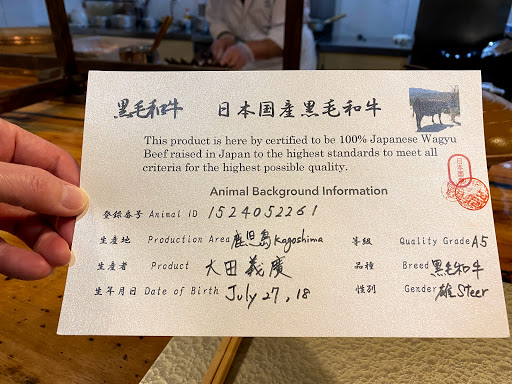 黒毛和牛 日本国産黒毛和牛
This product is here by certified to be 100% Japanese Wagyu
Beef raised in Japan to the highest standards to meet all
criteria for the highest possible quality.
Animal Background Information
登録番号 Animal ID 1524052261
生産地 Production Area 鹿児島 Kagoshima 等級 Quality Grade A5
生産者 Product 大田義廣 品種 Breed 黒毛和牛
生年月日 Date of Birth July 27, 18 性別 Gender 雄 Steer
日本国